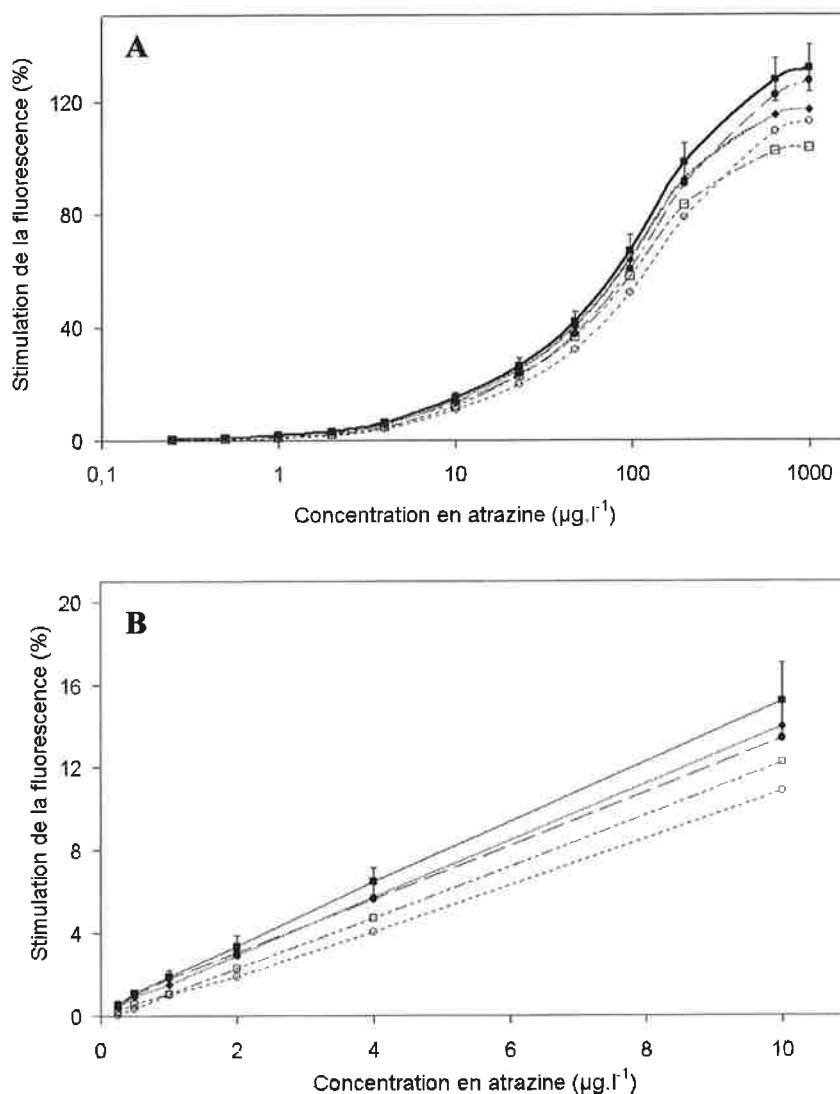 A
Stimulation de la fluorescence (%)
120
80
40
0
0,1 1 10 100 1000
Concentration en atrazine (µg.l⁻¹)
B
Stimulation de la fluorescence (%)
20
16
12
8
4
0
0 2 4 6 8 10
Concentration en atrazine (µg.l⁻¹)